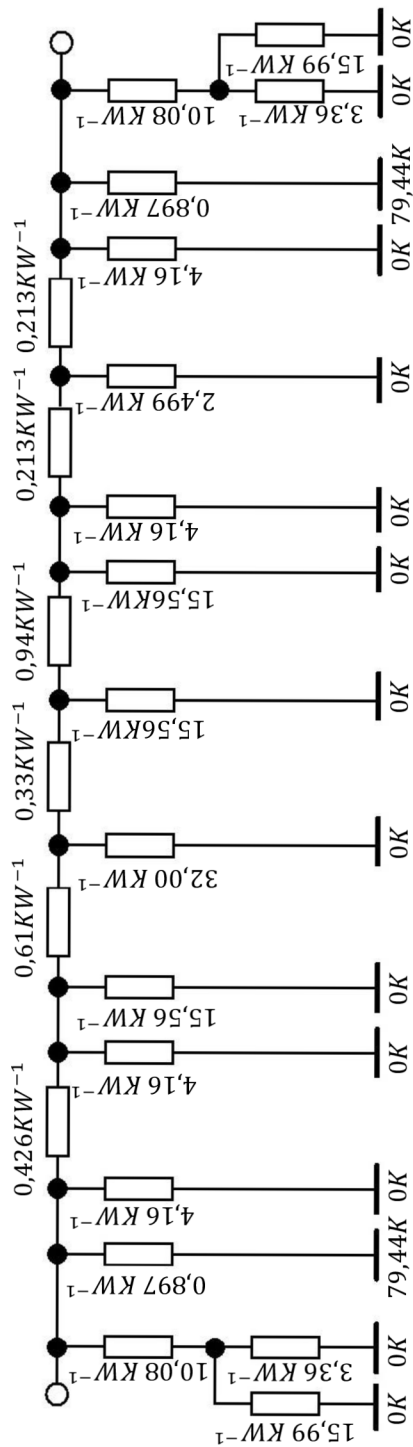 0,426KW⁻¹
0,61KW⁻¹
0,33KW⁻¹
0,94KW⁻¹
0,213KW⁻¹
0,213KW⁻¹
15,99 KW⁻¹
3,36 KW⁻¹
10,08 KW⁻¹
0,897 KW⁻¹
4,16 KW⁻¹
4,16 KW⁻¹
15,56 KW⁻¹
32,00 KW⁻¹
15,56KW⁻¹
15,56KW⁻¹
4,16 KW⁻¹
2,499 KW⁻¹
4,16 KW⁻¹
0,897 KW⁻¹
10,08 KW⁻¹
3,36 KW⁻¹
15,99 KW⁻¹
0K
0K
79,44K
0K
0K
0K
0K
0K
0K
0K
0K
0K
79,44K
0K
0K